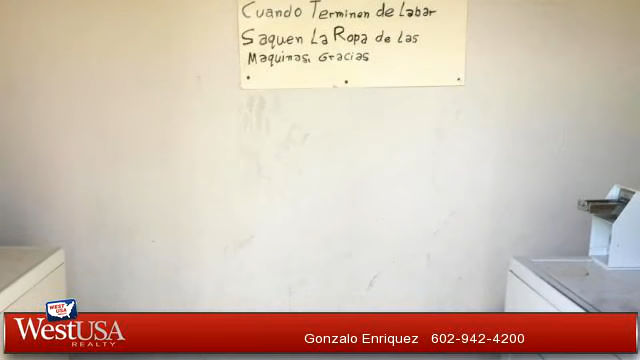 Cuando Terminen de Labar
Saquen La Ropa de Las
Maquinas, Gracias
WEST
USA
WESTUSA
REALTY
Gonzalo Enriquez 602-942-4200